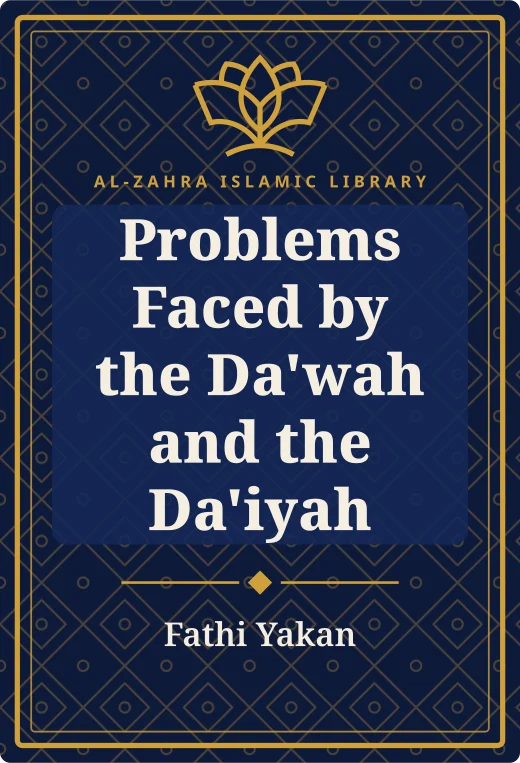 AL-ZAHRA ISLAMIC LIBRARY
Problems
Faced by
the Da'wah
and the
Da'iyah
Fathi Yakan